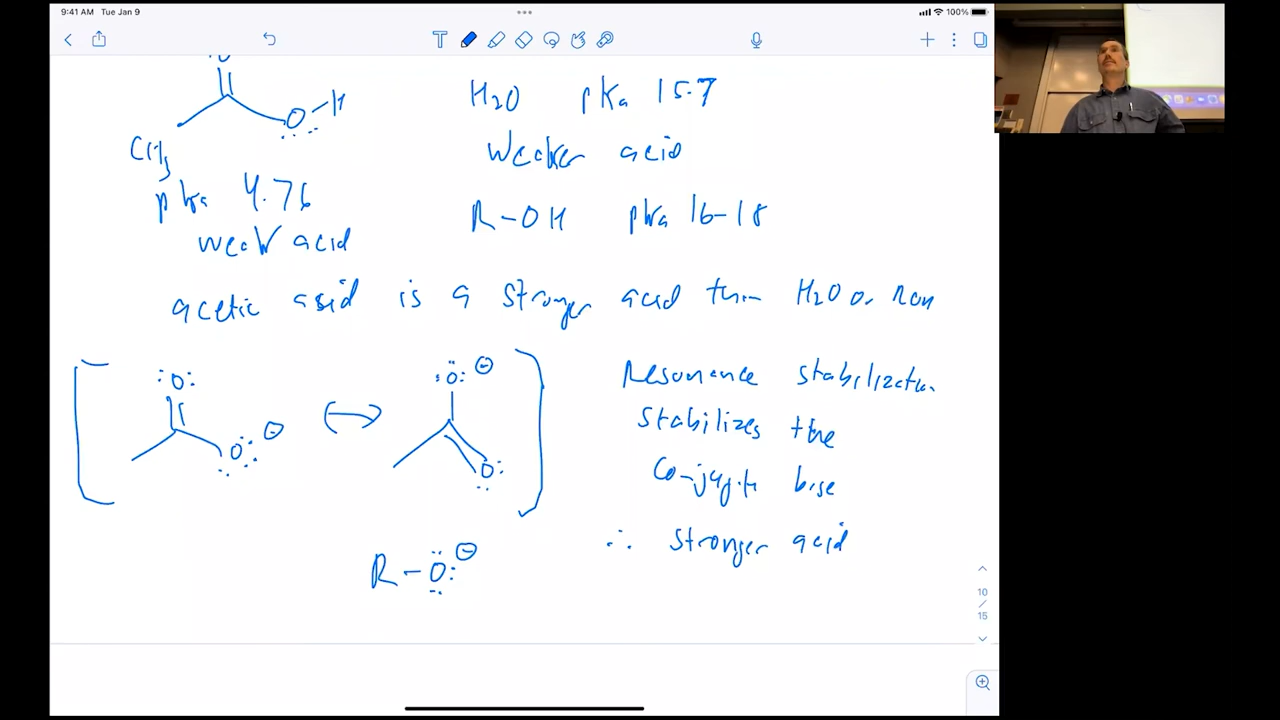 9:41 AM Tue Jan 9
100%
O
O-H
CH3
pka 4.76
weak acid
H2O pka 15.7
Weaker acid
R-OH pka 16-18
acetic acid is a stronger acid than H2O or ROH
:O:
O ⊖
↔
:O: ⊖
O:
Resonance stabilization
stabilizes the
Conjugate base
∴ stronger acid
R-O: ⊖
10
/
15